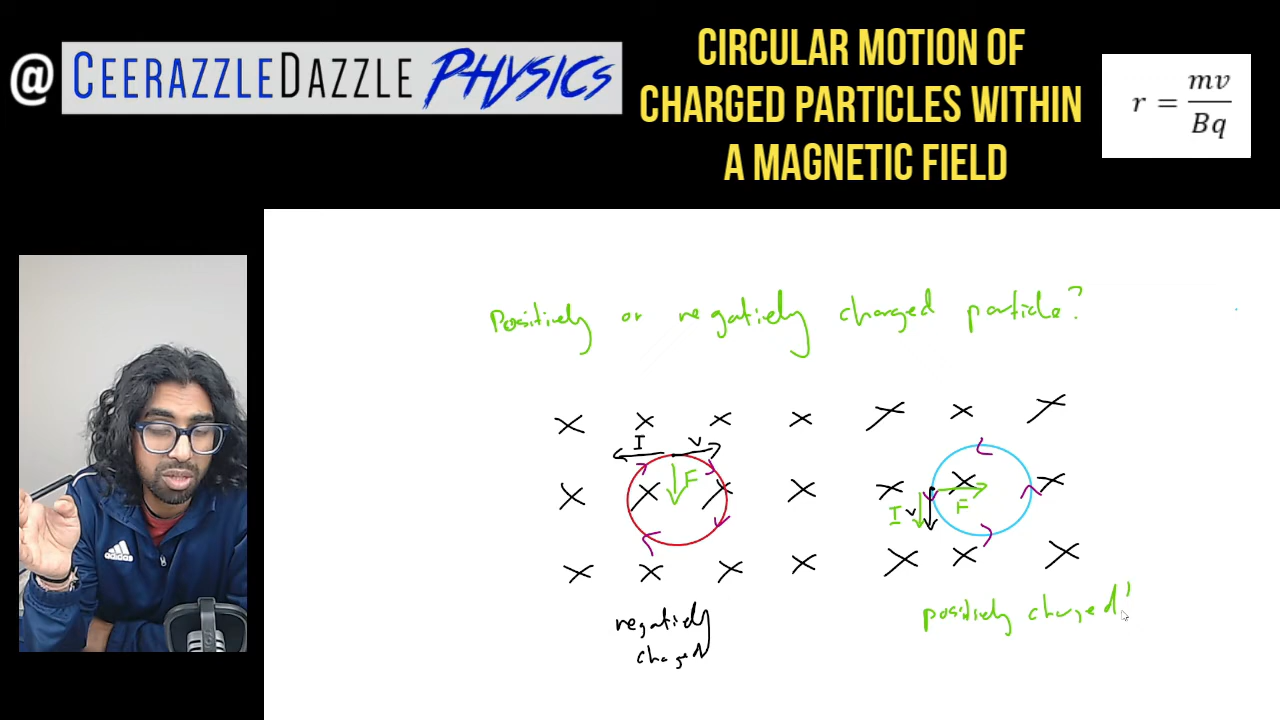 @ CEERAZZLEDAZZLE PHYSICS
CIRCULAR MOTION OF
CHARGED PARTICLES WITHIN
A MAGNETIC FIELD
r = mv/Bq
Positively or negatively charged particle?
I v
F
I v F
negatively
charged
positively charged!
adidas